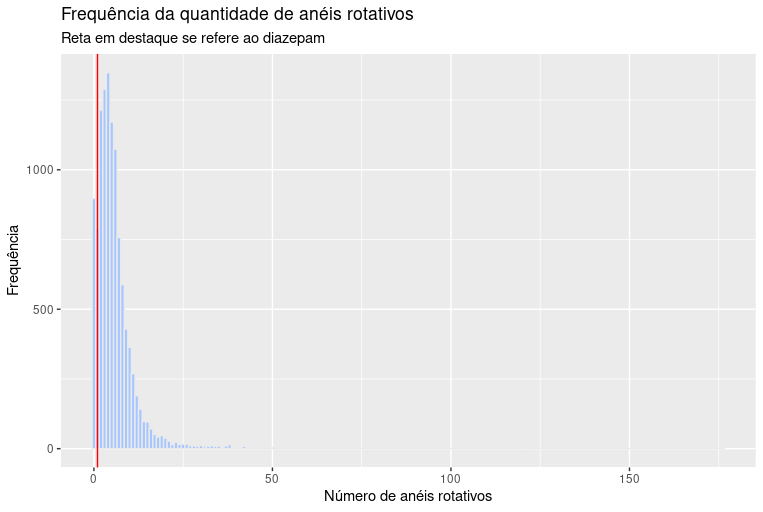 Frequência da quantidade de anéis rotativos
Reta em destaque se refere ao diazepam
Frequência
1000
500
0
0 50 100 150
Número de anéis rotativos